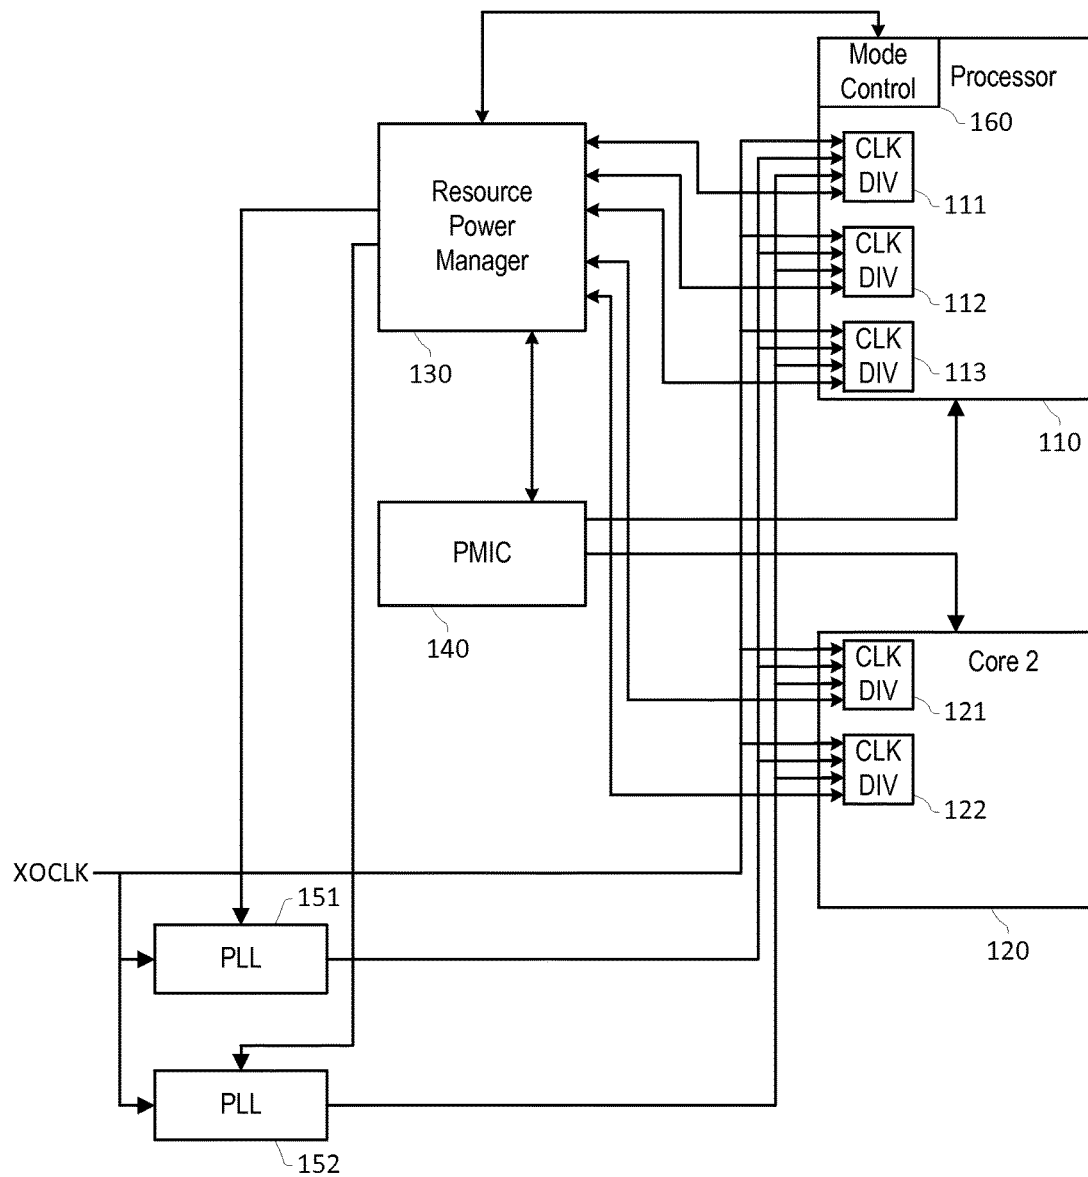 Mode
Control
Processor
160
CLK
DIV
111
CLK
DIV
112
CLK
DIV
113
110
Resource
Power
Manager
130
PMIC
140
Core 2
CLK
DIV
121
CLK
DIV
122
120
XOCLK
151
PLL
PLL
152